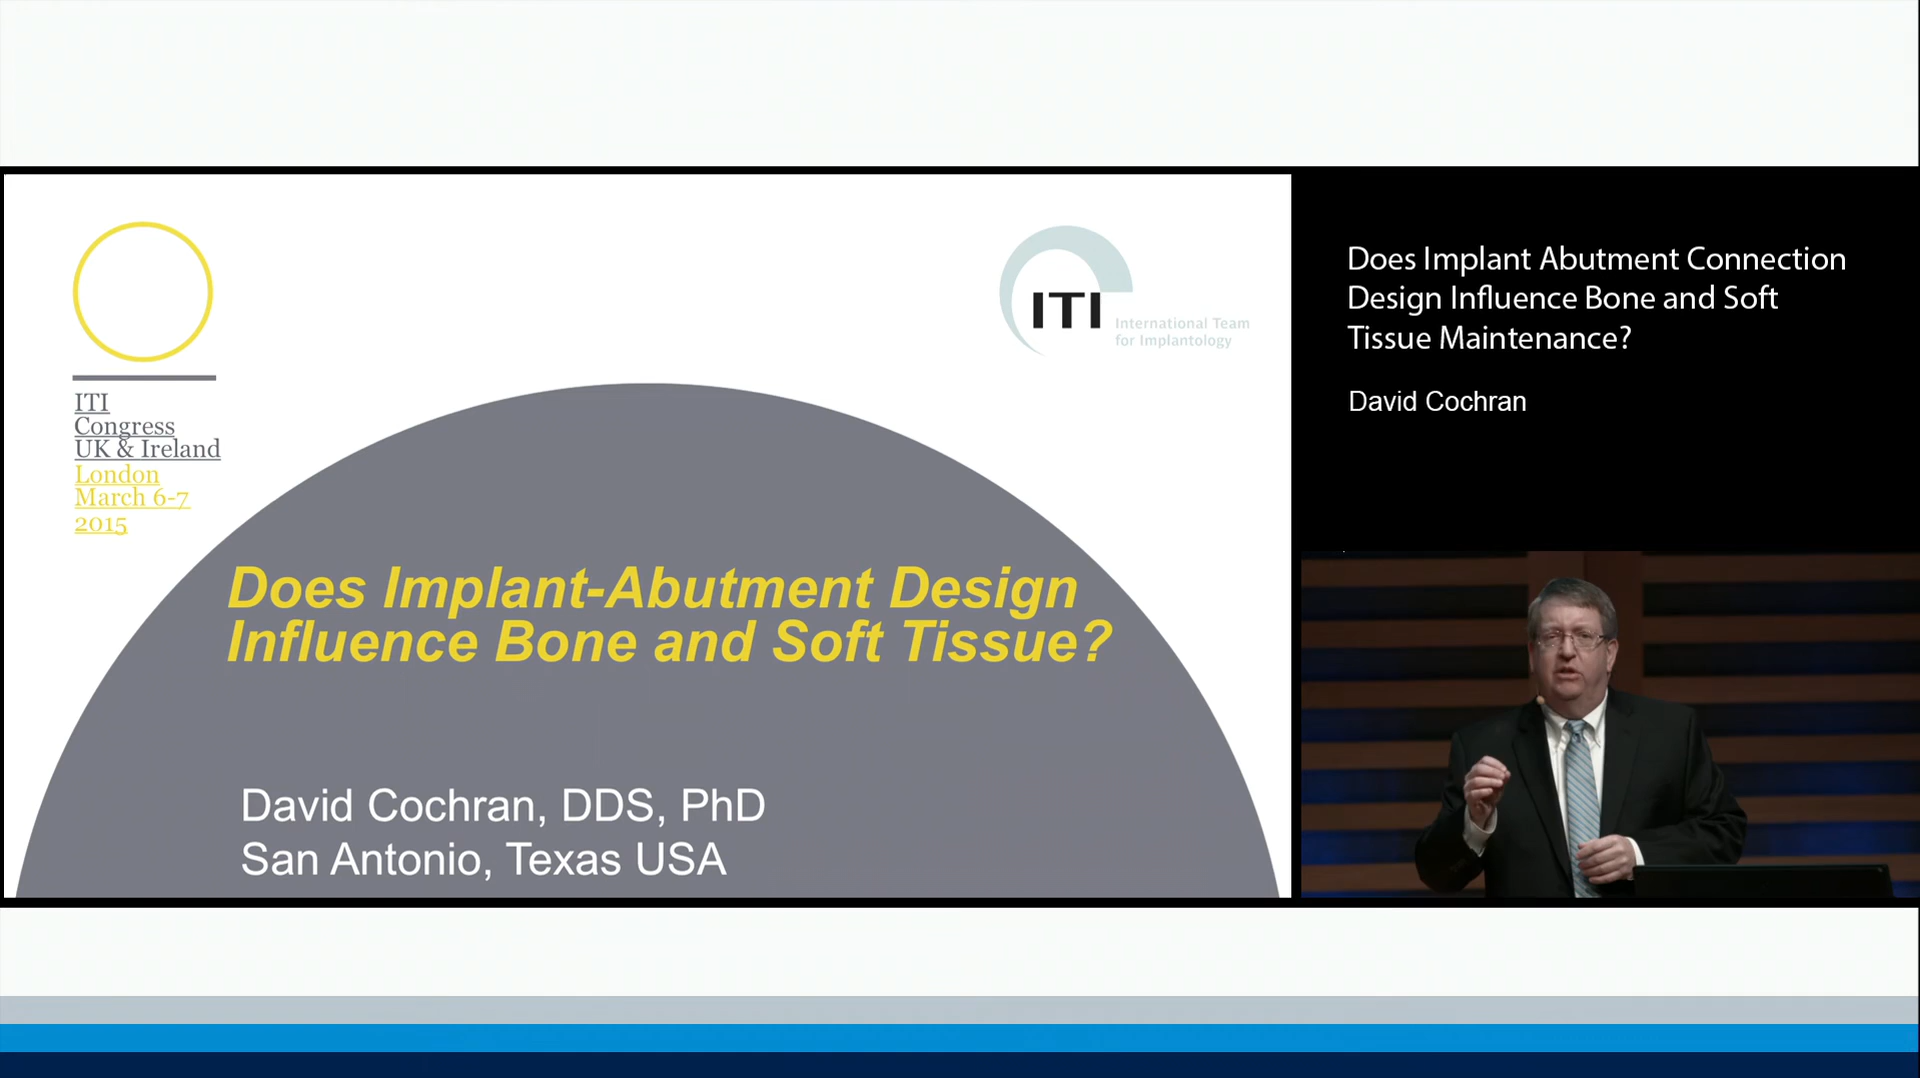 ITI
Congress
UK & Ireland
London
March 6-7
2015
ITI
International Team
for Implantology
Does Implant-Abutment Design
Influence Bone and Soft Tissue?
David Cochran, DDS, PhD
San Antonio, Texas USA
Does Implant Abutment Connection
Design Influence Bone and Soft
Tissue Maintenance?
David Cochran